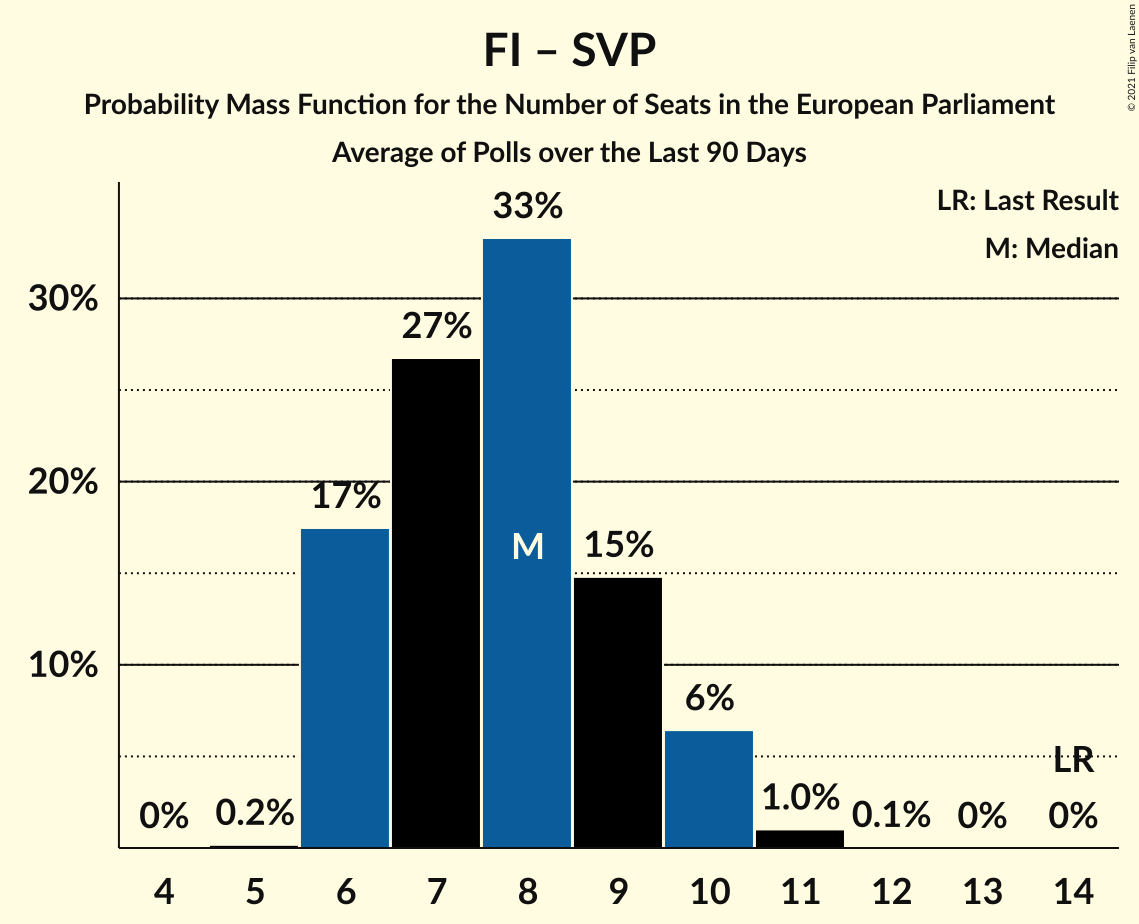 FI – SVP
Probability Mass Function for the Number of Seats in the European Parliament
Average of Polls over the Last 90 Days
© 2021 Filip van Laenen
LR: Last Result
M: Median
33%
30%
27%
20%
17%
M
15%
10%
6%
LR
0%
0.2%
1.0%
0.1%
0%
0%
4 5 6 7 8 9 10 11 12 13 14